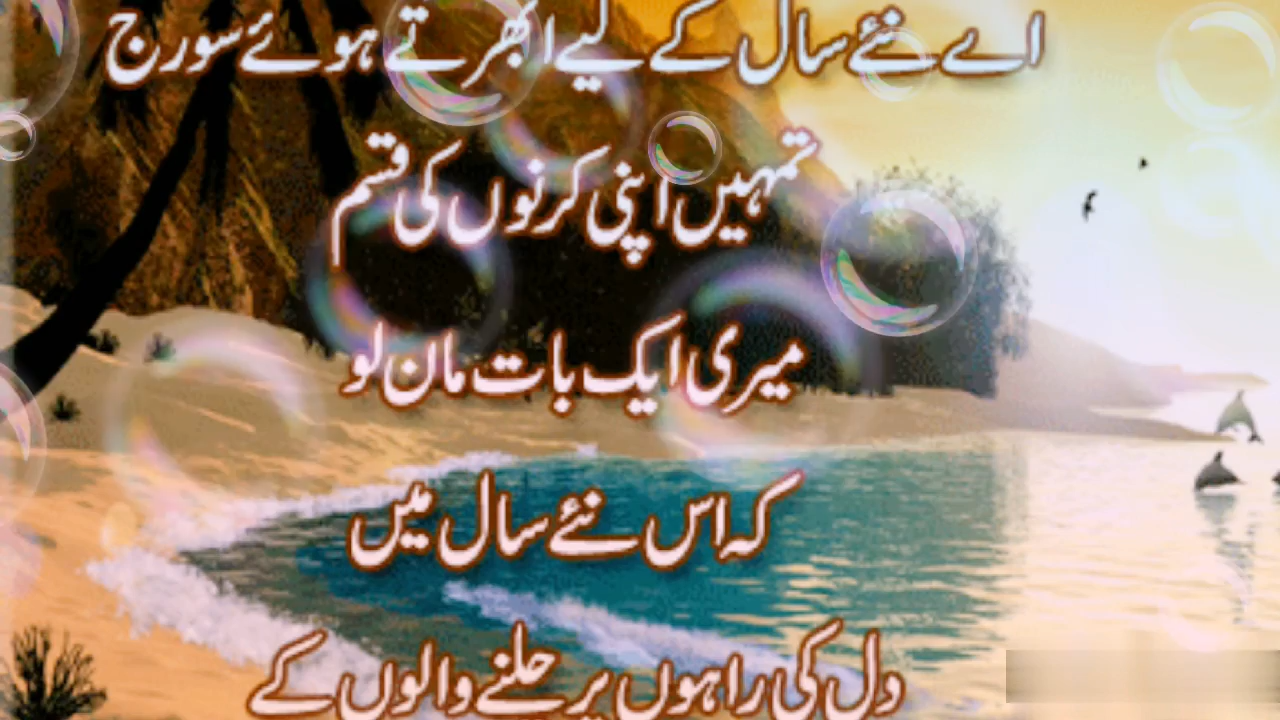 اے نئے سال کے لیے ابھرتے ہوئے سورج
تمہیں اپنی کرنوں کی قسم
میری ایک بات مان لو
کہ اس نئے سال میں
دل کی راہوں پر چلنے والوں کے